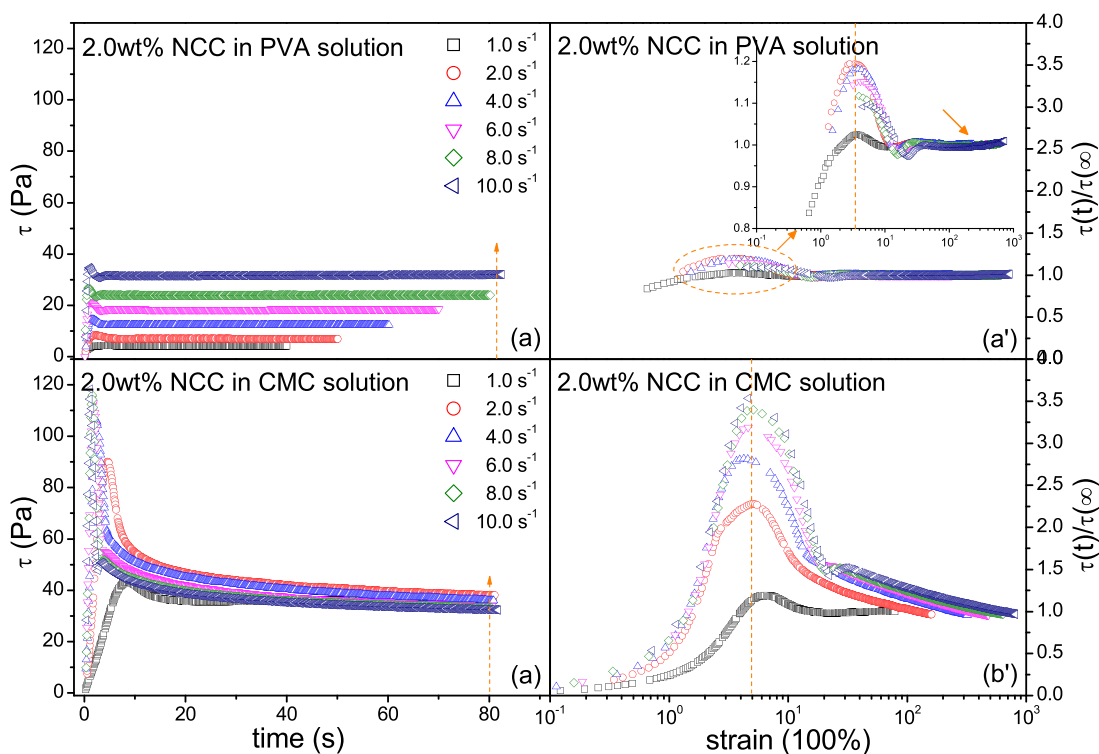 2.0wt% NCC in PVA solution
1.0 s⁻¹
2.0 s⁻¹
4.0 s⁻¹
6.0 s⁻¹
8.0 s⁻¹
10.0 s⁻¹
120
100
80
60
40
20
0
τ (Pa)
(a)
2.0wt% NCC in PVA solution
1.2
1.1
1.0
0.9
0.8
10⁻¹ 10⁰ 10¹ 10² 10³
4.0
3.5
3.0
2.5
2.0
1.5
1.0
0.5
0.0
τ(t)/τ(∞)
(a')
2.0wt% NCC in CMC solution
1.0 s⁻¹
2.0 s⁻¹
4.0 s⁻¹
6.0 s⁻¹
8.0 s⁻¹
10.0 s⁻¹
120
100
80
60
40
20
0
τ (Pa)
(a)
0 20 40 60 80
time (s)
2.0wt% NCC in CMC solution
4.0
3.5
3.0
2.5
2.0
1.5
1.0
0.5
0.0
τ(t)/τ(∞)
(b')
10⁻¹ 10⁰ 10¹ 10² 10³
strain (100%)